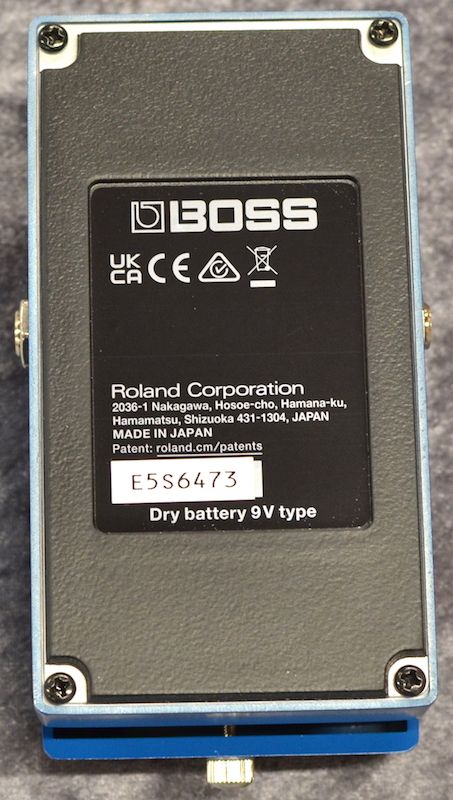 BOSS
UK
CA CE
Roland Corporation
2036-1 Nakagawa, Hosoe-cho, Hamana-ku,
Hamamatsu, Shizuoka 431-1304, JAPAN
MADE IN JAPAN
Patent: roland.cm/patents
E5S6473
Dry battery 9V type